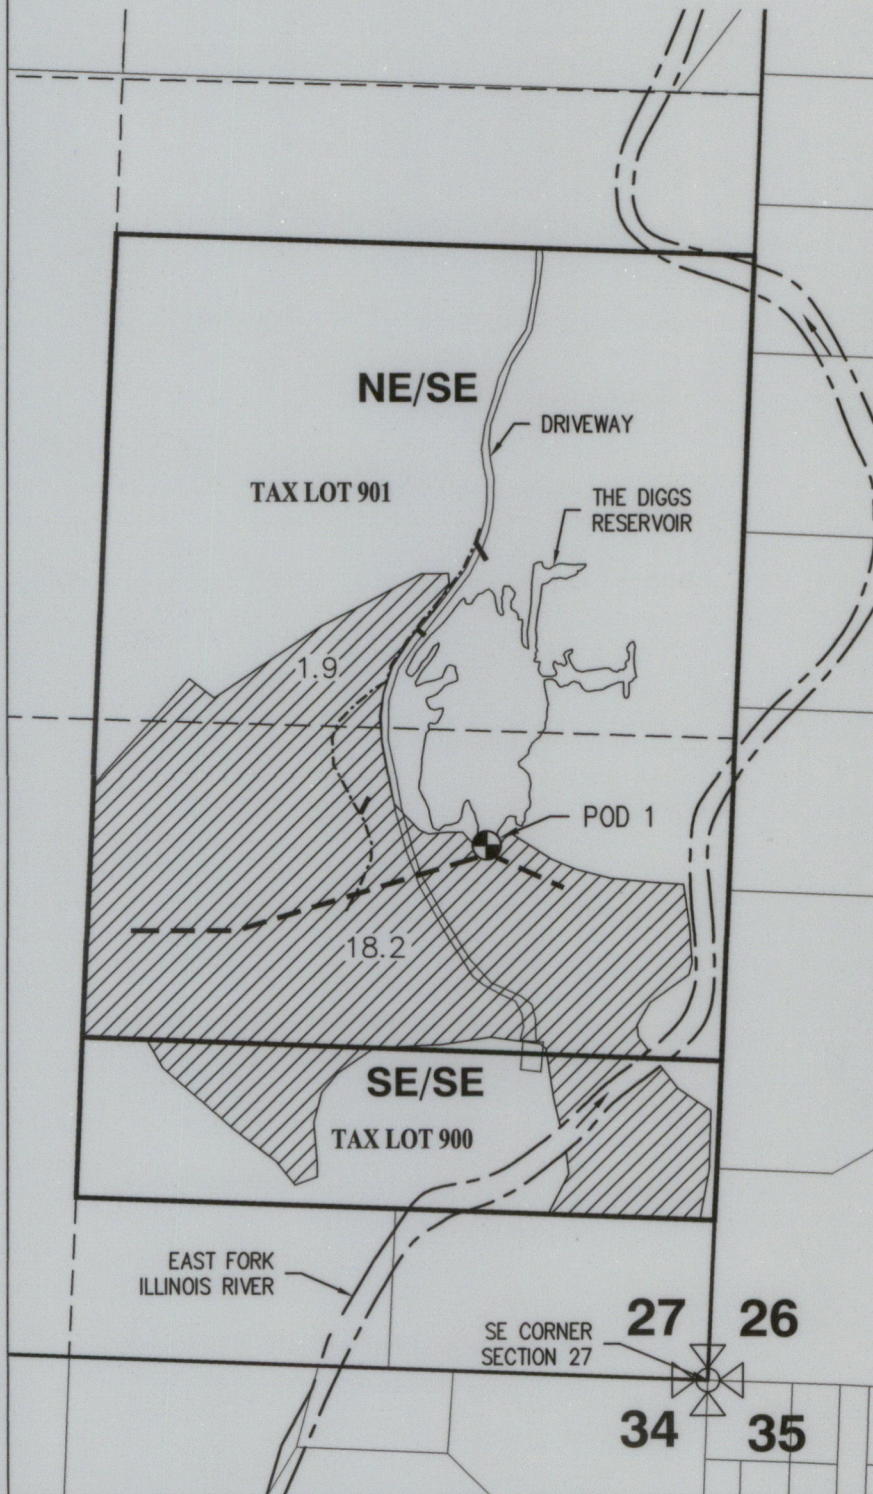 NE/SE
DRIVEWAY
TAX LOT 901
THE DIGGS
RESERVOIR
1.9
POD 1
18.2
SE/SE
TAX LOT 900
EAST FORK
ILLINOIS RIVER
SE CORNER
SECTION 27
27
26
34
35